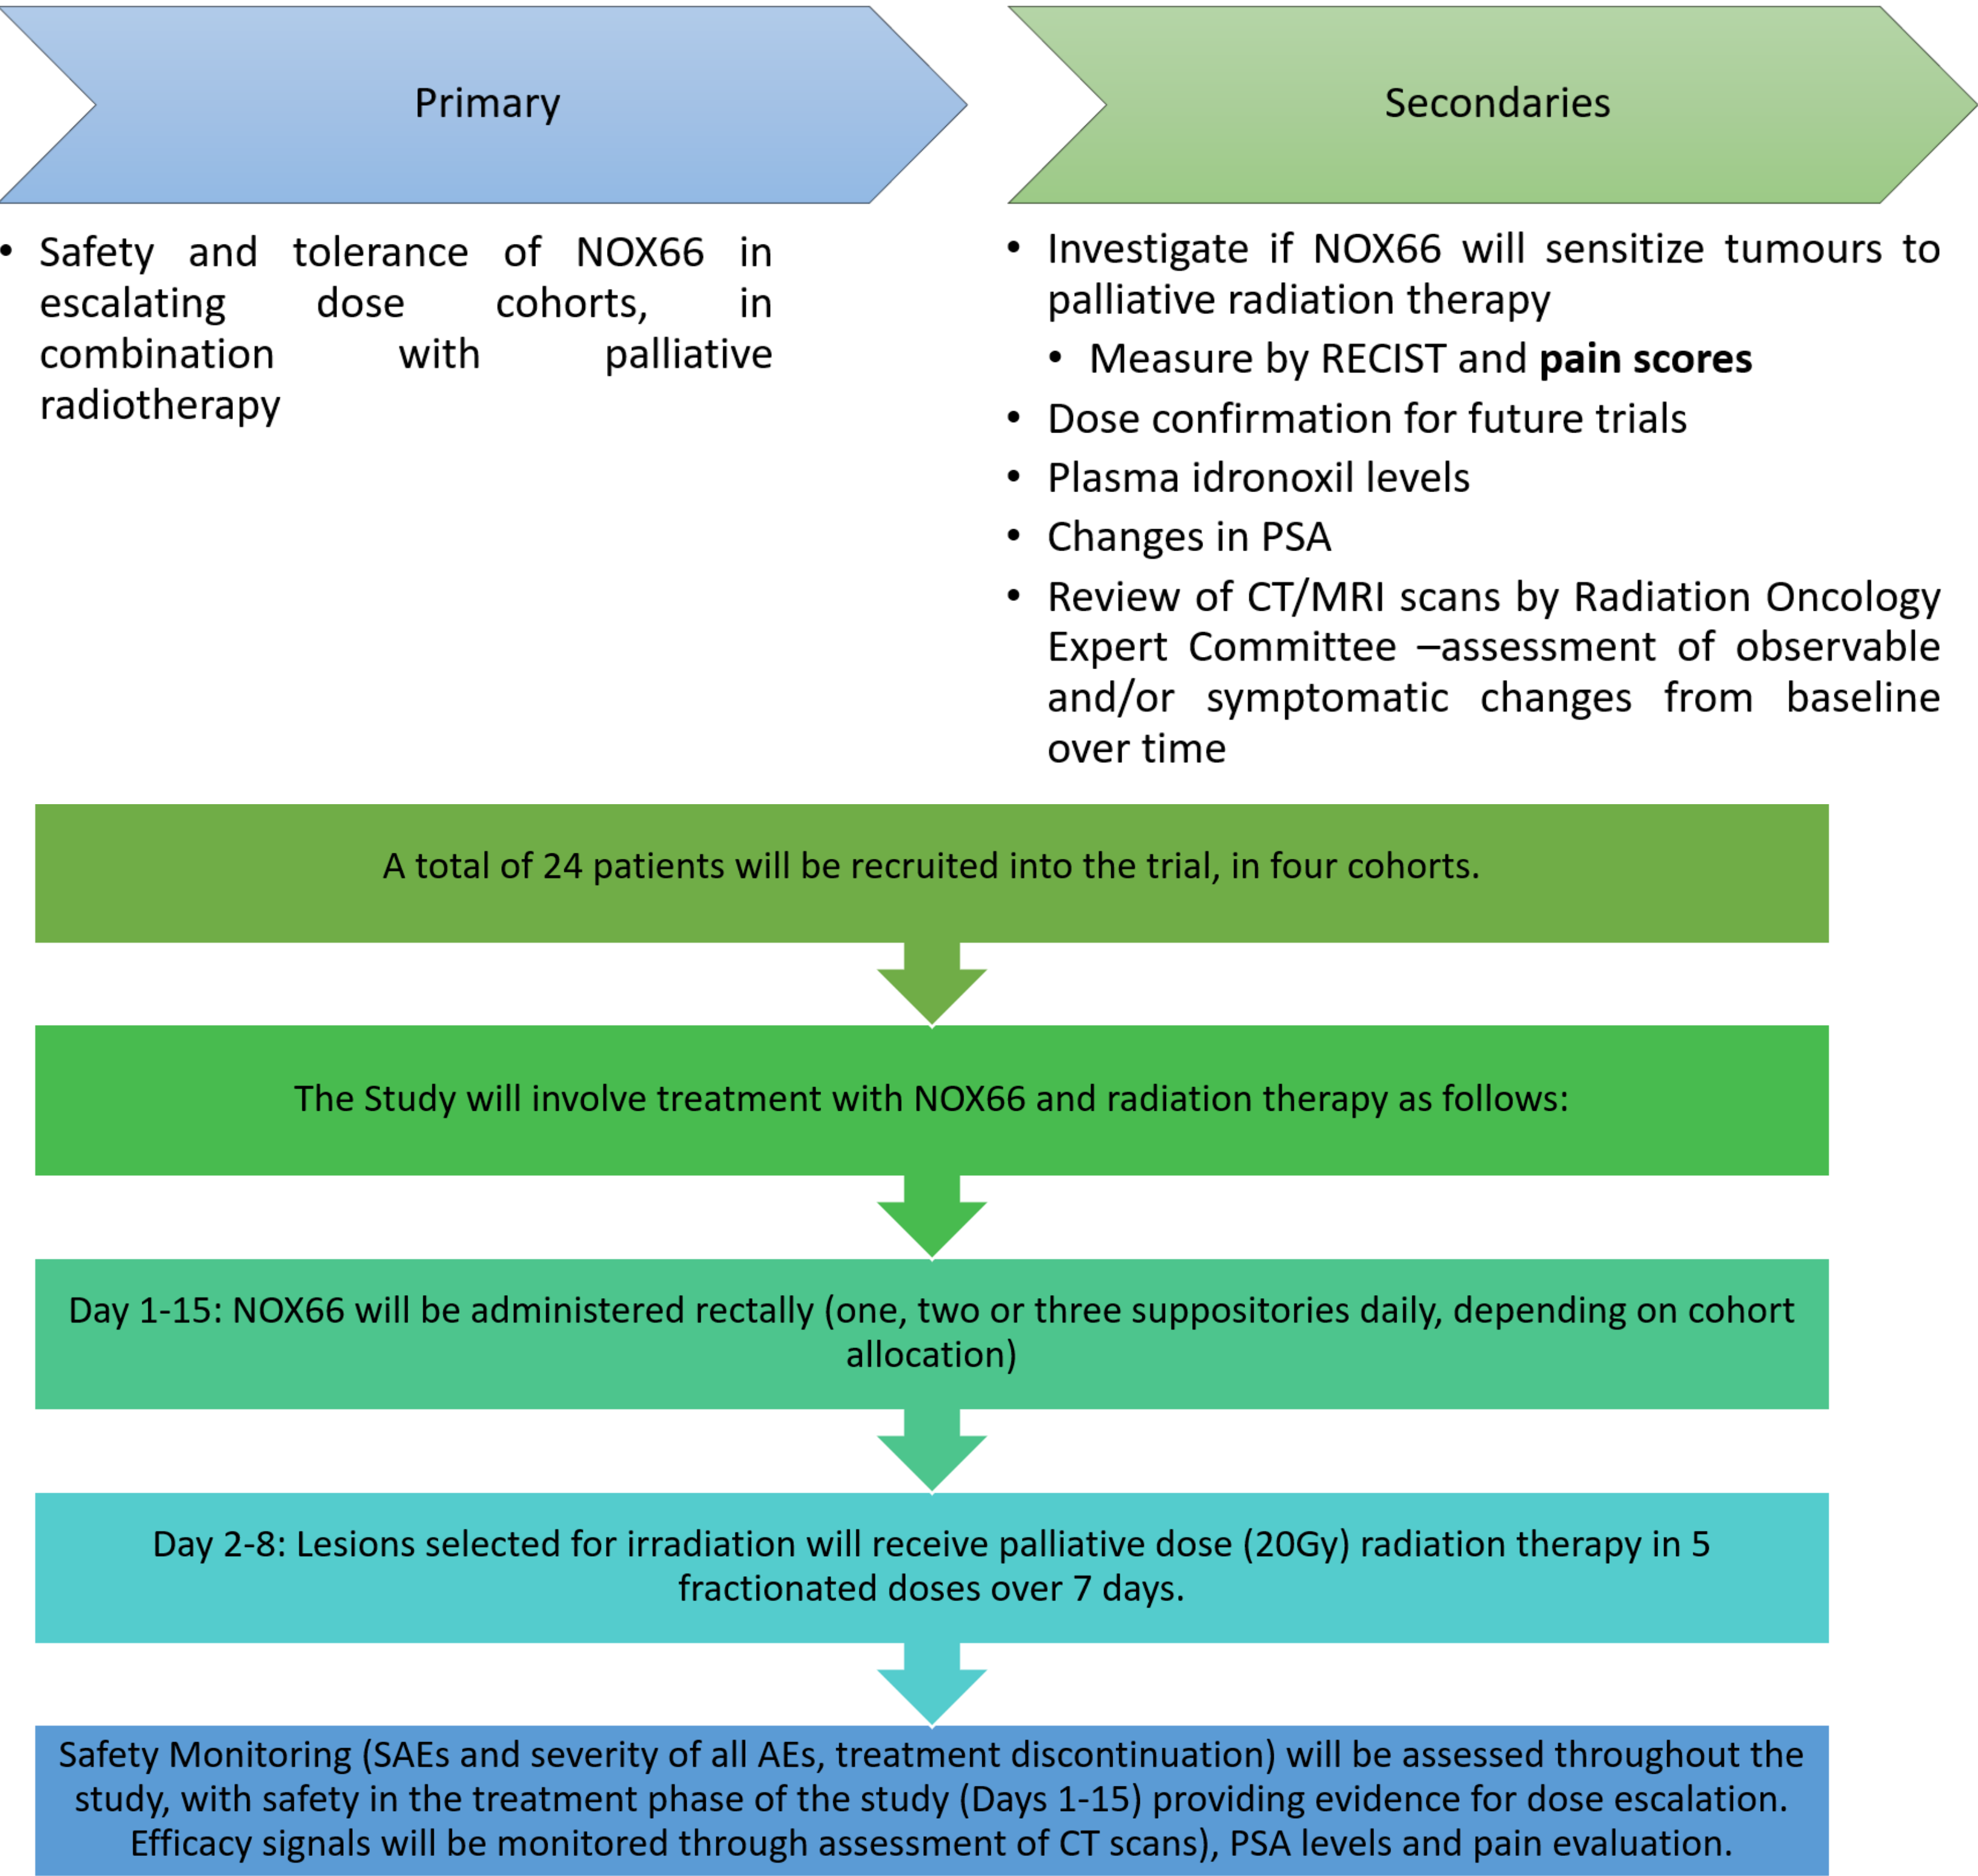 Primary
• Safety and tolerance of NOX66 in
escalating dose cohorts, in
combination with palliative
radiotherapy
Secondaries
• Investigate if NOX66 will sensitize tumours to
palliative radiation therapy
• Measure by RECIST and pain scores
• Dose confirmation for future trials
• Plasma idronoxil levels
• Changes in PSA
• Review of CT/MRI scans by Radiation Oncology
Expert Committee –assessment of observable
and/or symptomatic changes from baseline
over time
A total of 24 patients will be recruited into the trial, in four cohorts.
The Study will involve treatment with NOX66 and radiation therapy as follows:
Day 1-15: NOX66 will be administered rectally (one, two or three suppositories daily, depending on cohort
allocation)
Day 2-8: Lesions selected for irradiation will receive palliative dose (20Gy) radiation therapy in 5
fractionated doses over 7 days.
Safety Monitoring (SAEs and severity of all AEs, treatment discontinuation) will be assessed throughout the
study, with safety in the treatment phase of the study (Days 1-15) providing evidence for dose escalation.
Efficacy signals will be monitored through assessment of CT scans), PSA levels and pain evaluation.